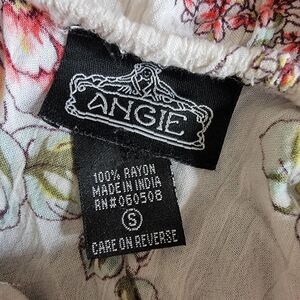 ANGIE
100% RAYON
MADE IN INDIA
RN#060508
S
CARE ON REVERSE